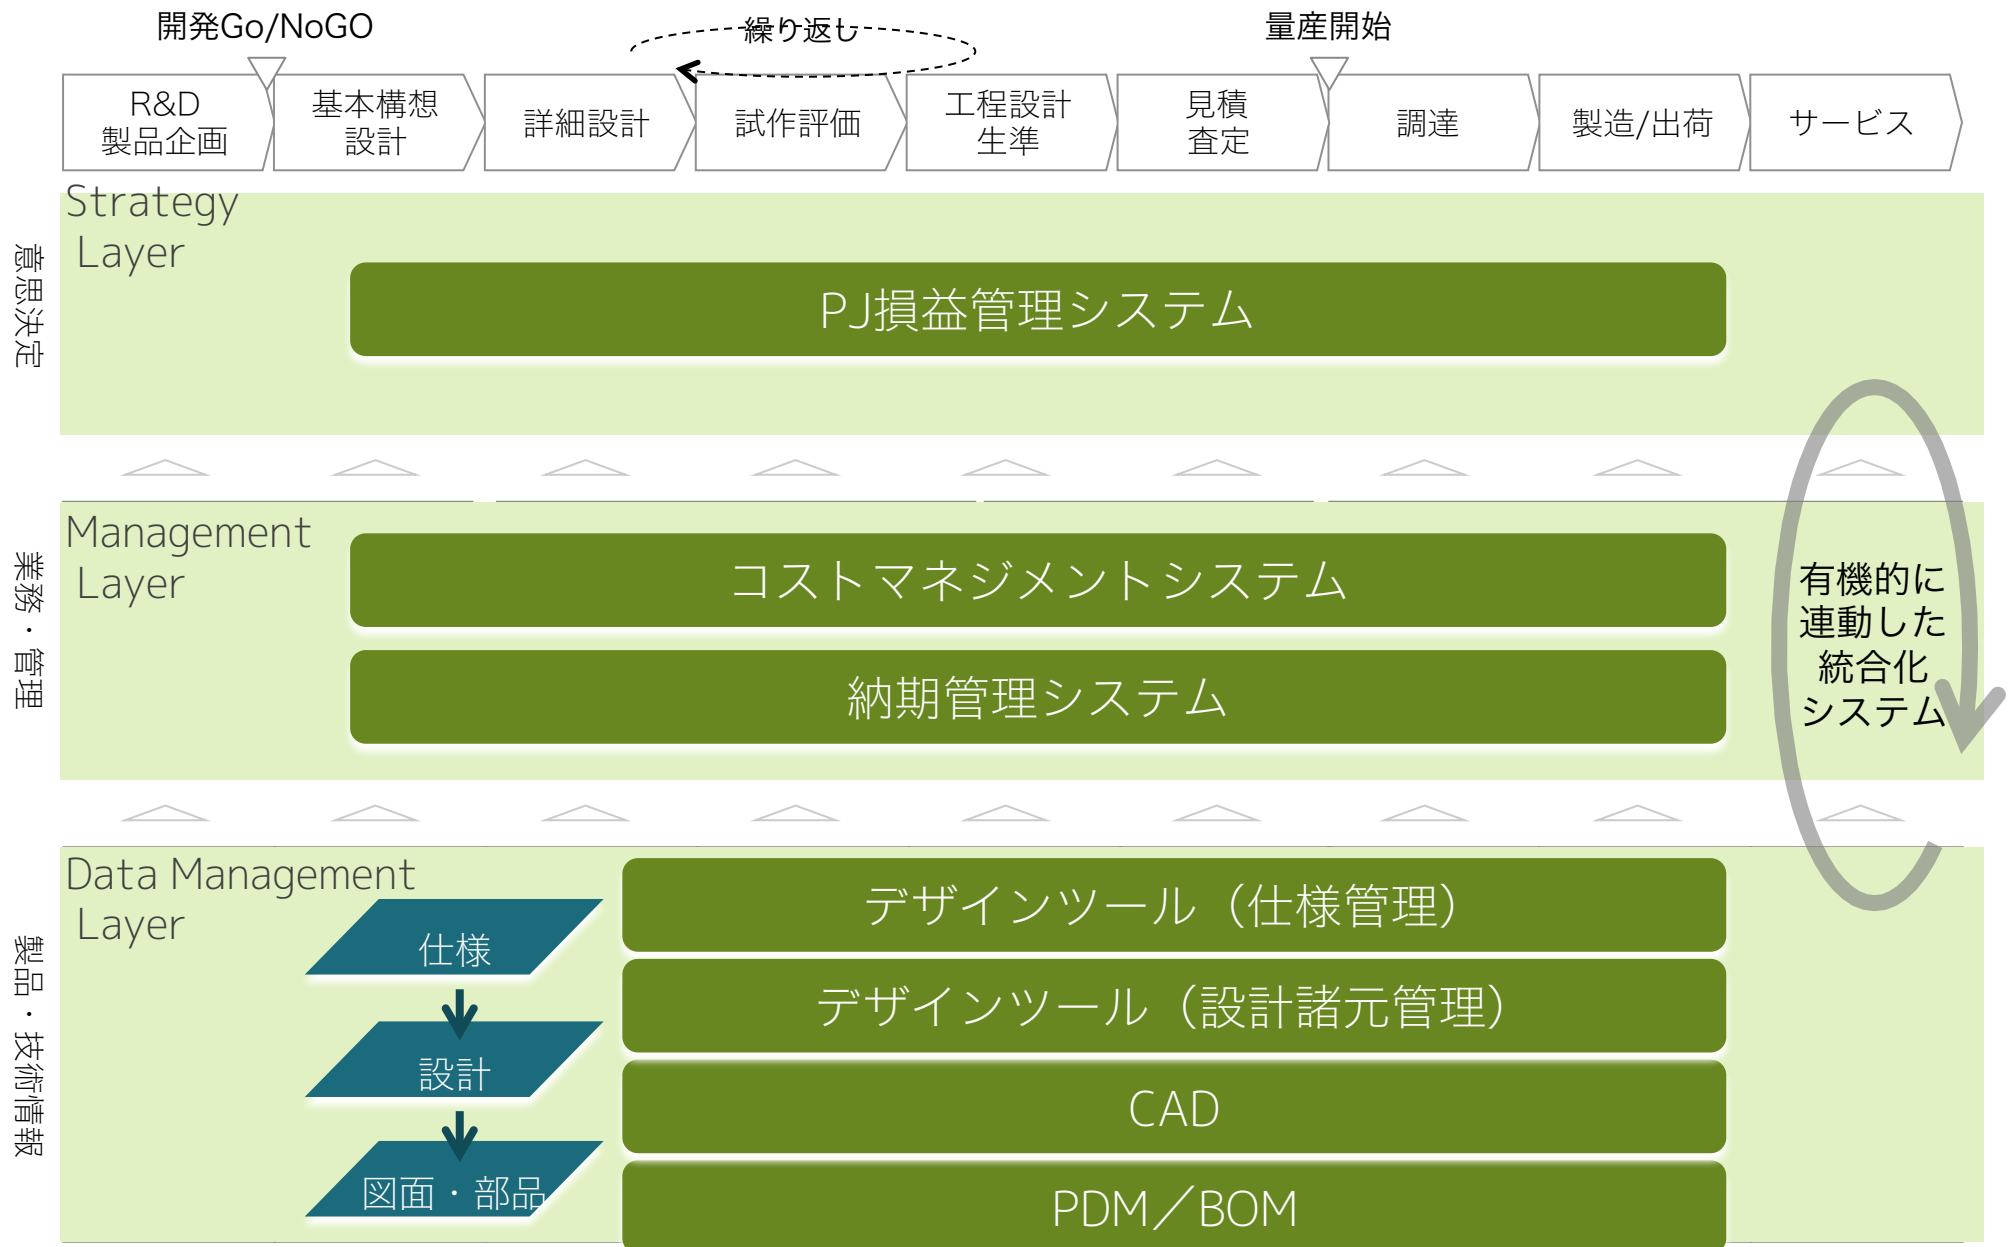 開発Go/NoGO
繰り返し
量産開始
R&D
製品企画
基本構想
設計
詳細設計
試作評価
工程設計
生準
見積
査定
調達
製造/出荷
サービス
意思決定
Strategy
Layer
PJ損益管理システム
業務・管理
Management
Layer
コストマネジメントシステム
納期管理システム
有機的に
連動した
統合化
システム
製品・技術情報
Data Management
Layer
仕様
設計
図面・部品
デザインツール（仕様管理）
デザインツール（設計諸元管理）
CAD
PDM／BOM